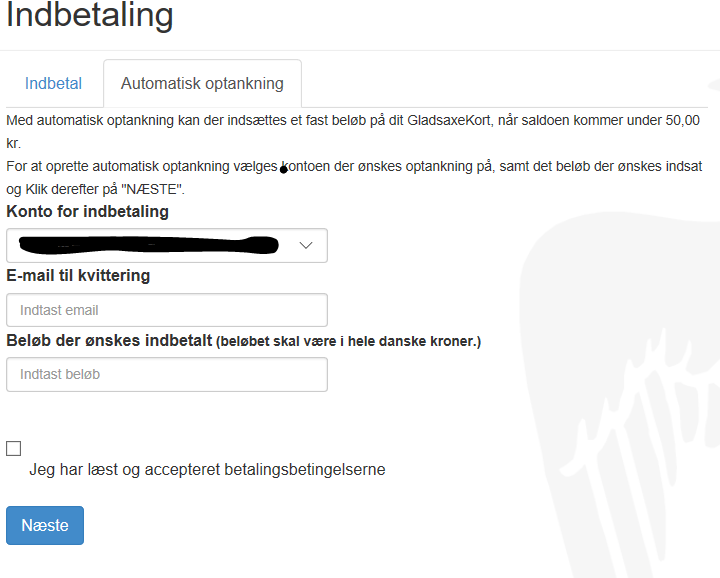 Indbetaling
Indbetal
Automatisk optankning
Med automatisk optankning kan der indsættes et fast beløb på dit GladsaxeKort, når saldoen kommer under 50,00
kr.
For at oprette automatisk optankning vælges kontoen der ønskes optankning på, samt det beløb der ønskes indsat
og Klik derefter på "NÆSTE".
Konto for indbetaling
E-mail til kvittering
Indtast email
Beløb der ønskes indbetalt (beløbet skal være i hele danske kroner.)
Indtast beløb
Jeg har læst og accepteret betalingsbetingelserne
Næste